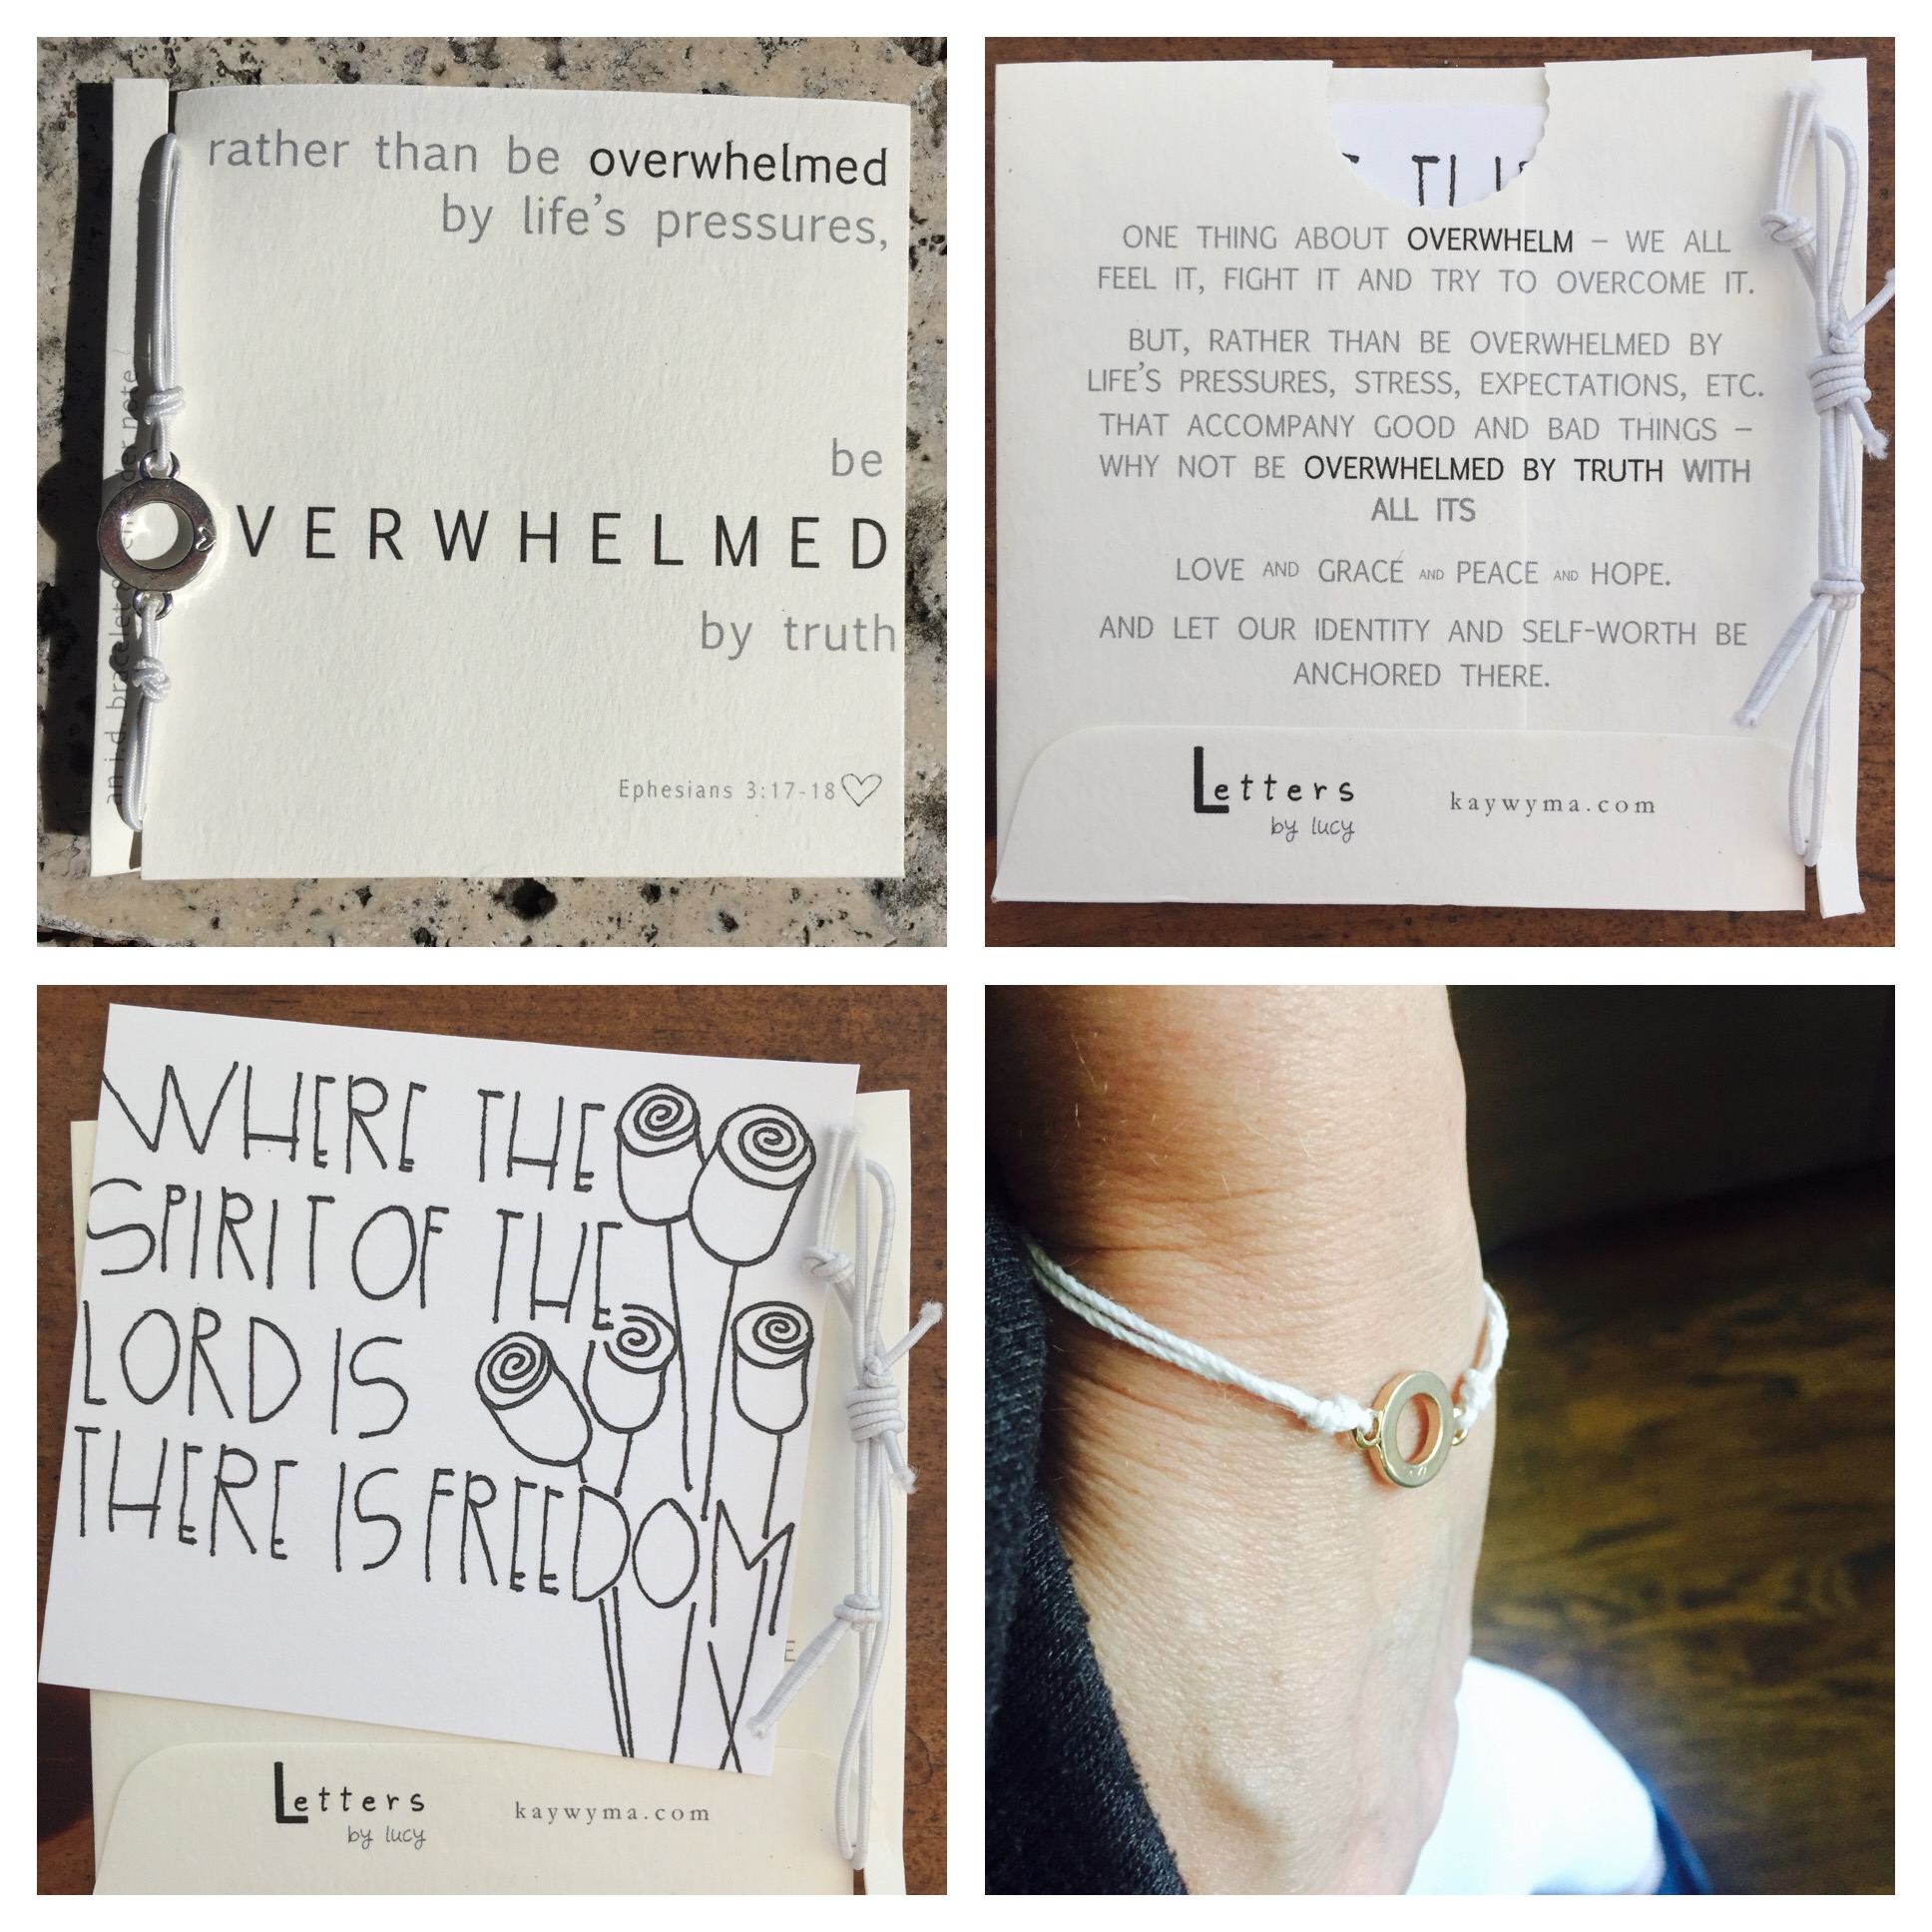 rather than be overwhelmed
by life's pressures,
be
VERWHELMED
by truth
Ephesians 3:17-18
an i.d. bracelet
der note
ONE THING ABOUT OVERWHELM – WE ALL
FEEL IT, FIGHT IT AND TRY TO OVERCOME IT.
BUT, RATHER THAN BE OVERWHELMED BY
LIFE'S PRESSURES, STRESS, EXPECTATIONS, ETC.
THAT ACCOMPANY GOOD AND BAD THINGS –
WHY NOT BE OVERWHELMED BY TRUTH WITH
ALL ITS
LOVE AND GRACE AND PEACE AND HOPE.
AND LET OUR IDENTITY AND SELF-WORTH BE
ANCHORED THERE.
Letters
by lucy
kaywyma.com
WHERE THE
SPIRIT OF THE
LORD IS
THERE IS FREEDOM
E
Letters
by lucy
kaywyma.com